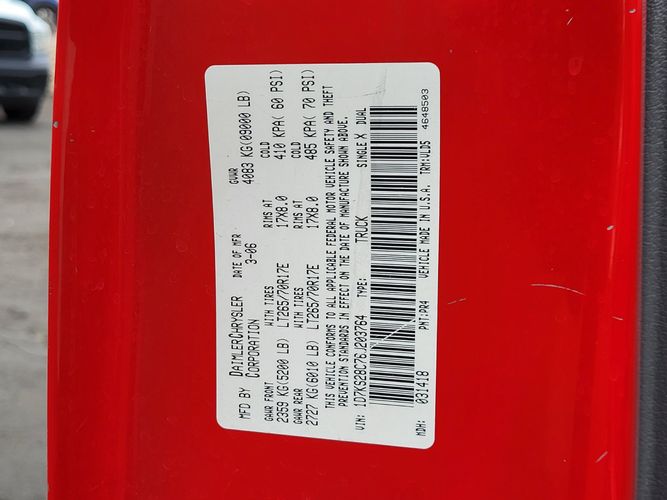 MFD BY DAIMLERCHRYSLER CORPORATION DATE OF MFR 3-06 GVWR 4083 KG(09000 LB)
GAWR FRONT WITH TIRES RIMS AT COLD
2359 KG(5200 LB) LT265/70R17E 17X8.0 410 KPA( 60 PSI)
GAWR REAR WITH TIRES RIMS AT COLD
2727 KG(6010 LB) LT265/70R17E 17X8.0 485 KPA( 70 PSI)
THIS VEHICLE CONFORMS TO ALL APPLICABLE FEDERAL MOTOR VEHICLE SAFETY AND THEFT
PREVENTION STANDARDS IN EFFECT ON THE DATE OF MANUFACTURE SHOWN ABOVE.
VIN: 1D7KS28C76J203764 TYPE: TRUCK SINGLE X DUAL
MDH: 031418 PNT:PR4 VEHICLE MADE IN U.S.A. TRM:VLD5 4648503